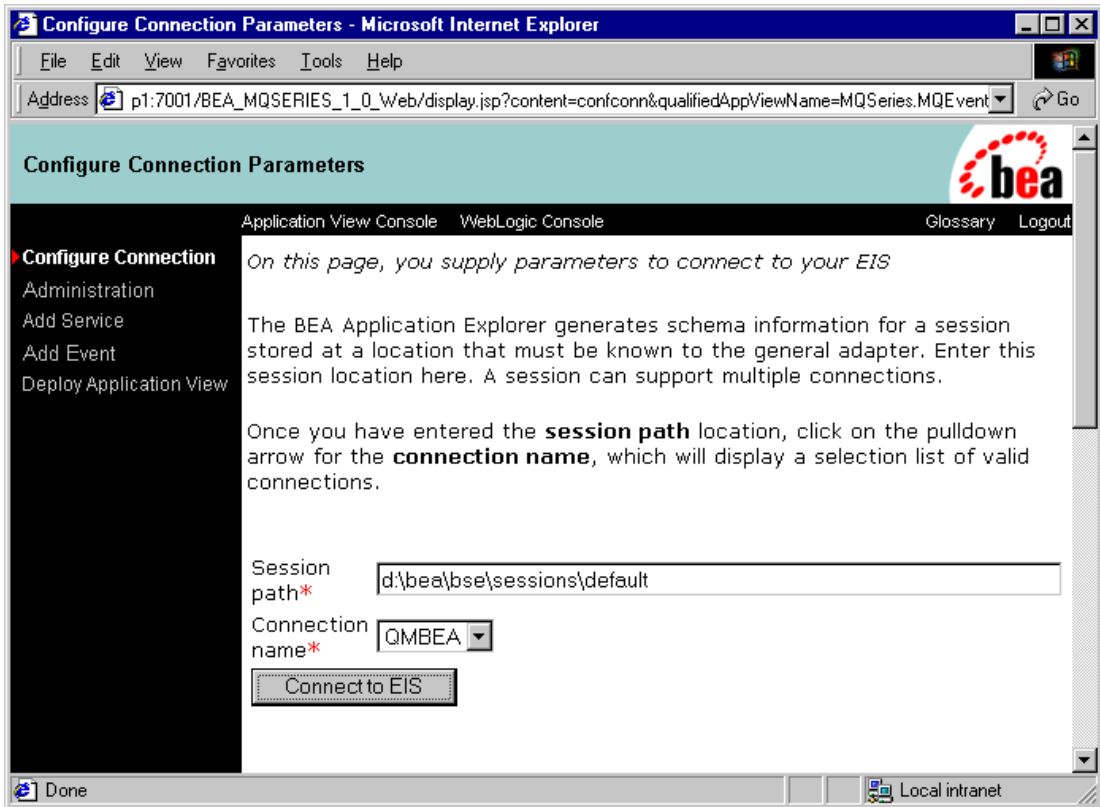 Configure Connection Parameters - Microsoft Internet Explorer
File Edit View Favorites Tools Help
Address p1:7001/BEA_MQSERIES_1_0_Web/display.jsp?content=confconn&qualifiedAppViewName=MQSeries.MQEvent Go
Configure Connection Parameters
bea
Application View Console WebLogic Console Glossary Logout
Configure Connection
Administration
Add Service
Add Event
Deploy Application View
On this page, you supply parameters to connect to your EIS
The BEA Application Explorer generates schema information for a session
stored at a location that must be known to the general adapter. Enter this
session location here. A session can support multiple connections.
Once you have entered the session path location, click on the pulldown
arrow for the connection name, which will display a selection list of valid
connections.
Session
path*
d:\bea\bse\sessions\default
Connection
name*
QMBEA
Connect to EIS
Done
Local intranet